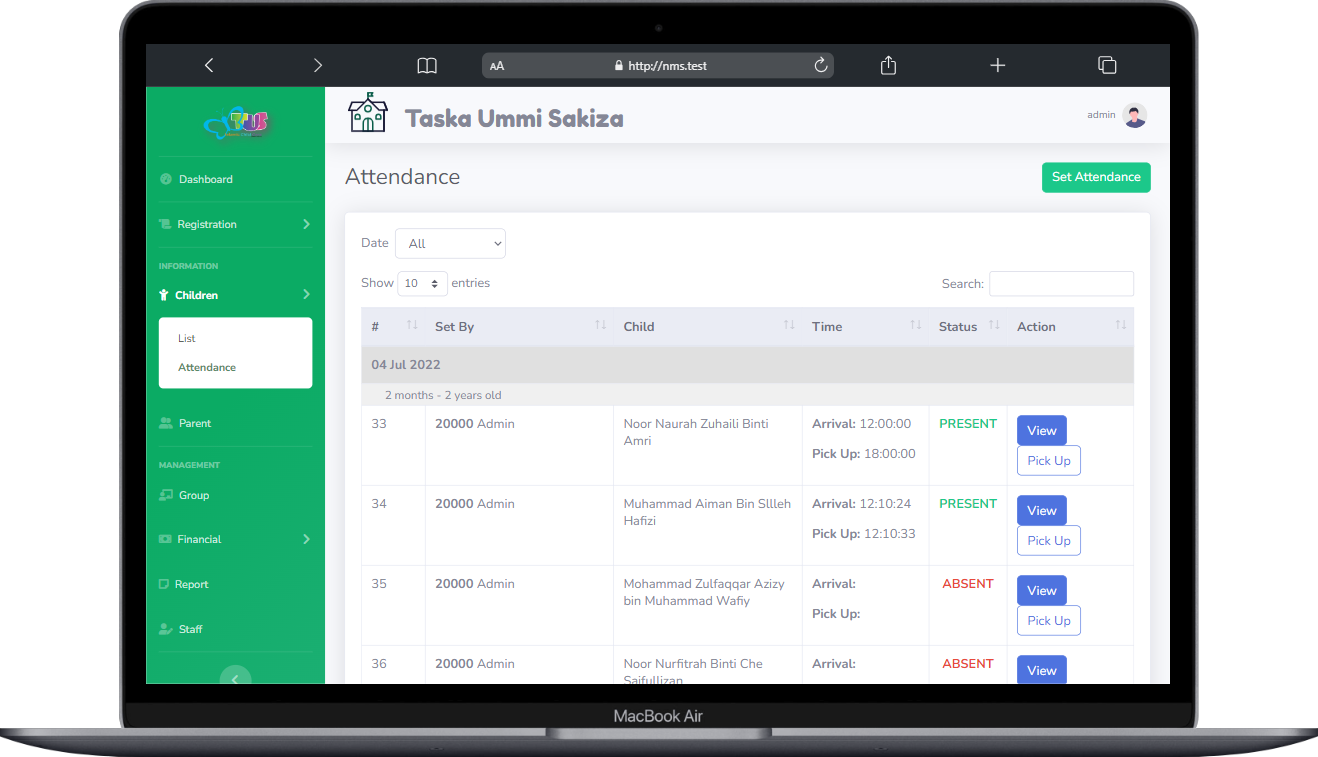 AA http://nms.test
TUS
Taska Ummi Sakiza
admin
Dashboard
Registration
INFORMATION
Children
List
Attendance
Parent
MANAGEMENT
Group
Financial
Report
Staff
Attendance
Set Attendance
Date All
Show 10 entries
Search:
# Set By Child Time Status Action
04 Jul 2022
2 months - 2 years old
33 20000 Admin Noor Naurah Zuhaili Binti Arrival: 12:00:00 PRESENT View
Amri Pick Up: 18:00:00 Pick Up
34 20000 Admin Muhammad Aiman Bin Sllleh Arrival: 12:10:24 PRESENT View
Hafizi Pick Up: 12:10:33 Pick Up
35 20000 Admin Mohammad Zulfaqqar Azizy Arrival: ABSENT View
bin Muhammad Wafiy Pick Up: Pick Up
36 20000 Admin Noor Nurfitrah Binti Che Arrival: ABSENT View
Saifullizan
MacBook Air